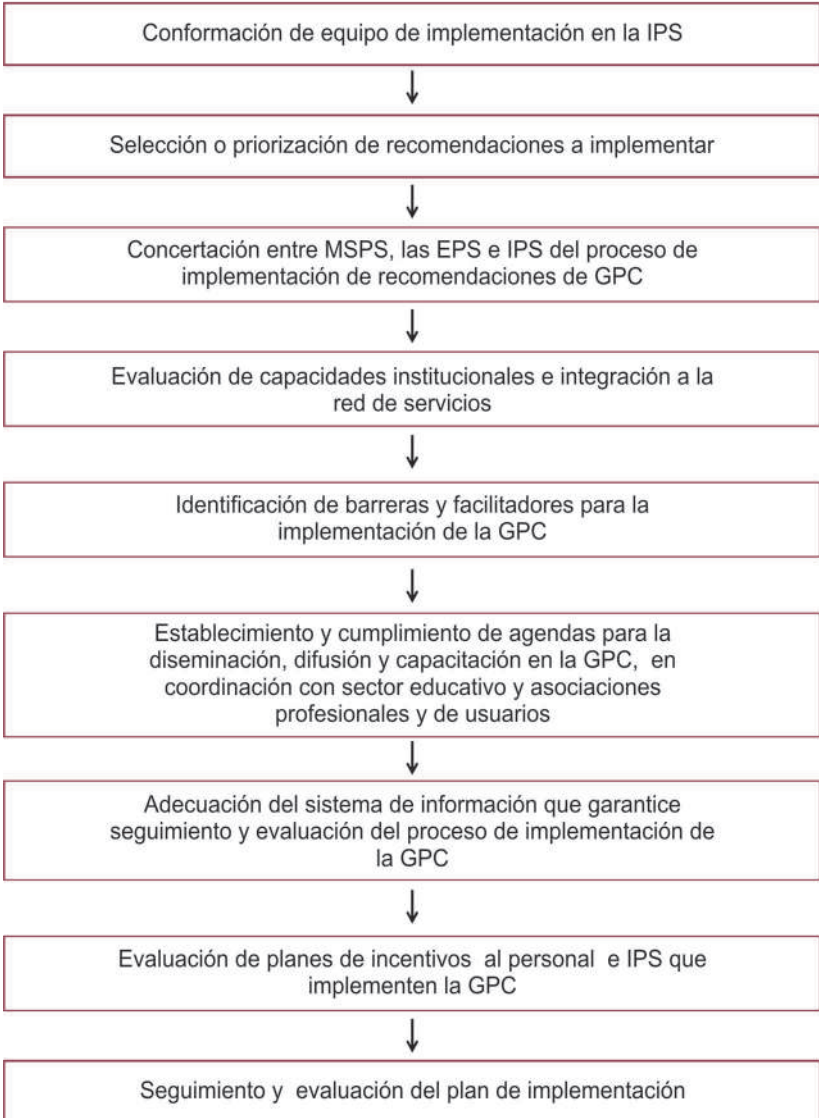 Conformación de equipo de implementación en la IPS
Selección o priorización de recomendaciones a implementar
Concertación entre MSPS, las EPS e IPS del proceso de
implementación de recomendaciones de GPC
Evaluación de capacidades institucionales e integración a la
red de servicios
Identificación de barreras y facilitadores para la
implementación de la GPC
Establecimiento y cumplimiento de agendas para la
diseminación, difusión y capacitación en la GPC, en
coordinación con sector educativo y asociaciones
profesionales y de usuarios
Adecuación del sistema de información que garantice
seguimiento y evaluación del proceso de implementación de
la GPC
Evaluación de planes de incentivos al personal e IPS que
implementen la GPC
Seguimiento y evaluación del plan de implementación